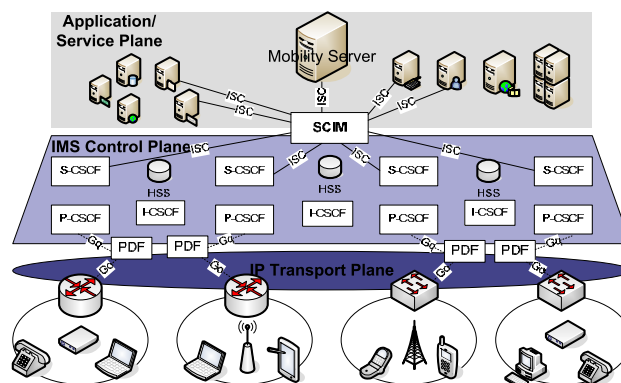 Application/
Service Plane
Mobility Server
ISC
ISC
ISC
ISC
ISC
SCIM
IMS Control Plane
ISC
ISC
ISC
ISC
S-CSCF
HSS
S-CSCF
HSS
S-CSCF
HSS
S-CSCF
P-CSCF
I-CSCF
P-CSCF
I-CSCF
P-CSCF
I-CSCF
P-CSCF
Gq
PDF
PDF
Gq
Gq
PDF
PDF
Gq
IP Transport Plane
Go
Go
Go
Go